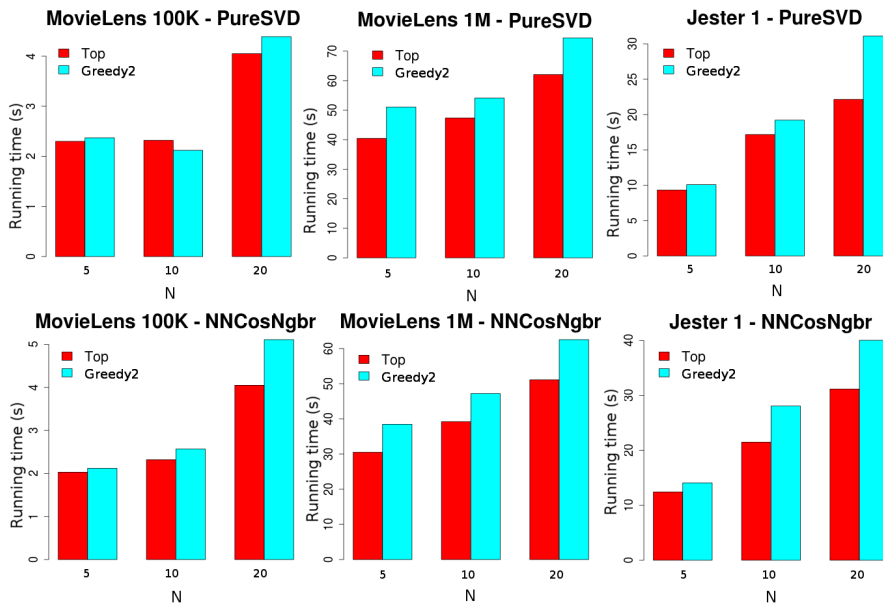 MovieLens 100K - PureSVD
Top
Greedy2
Running time (s)
0
1
2
3
4
5
10
20
N
MovieLens 1M - PureSVD
Top
Greedy2
Running time (s)
0
10
20
30
40
50
60
70
5
10
20
N
Jester 1 - PureSVD
Top
Greedy2
Running time (s)
0
5
10
15
20
25
30
5
10
20
N
MovieLens 100K - NNCosNgbr
Top
Greedy2
Running time (s)
0
1
2
3
4
5
5
10
20
N
MovieLens 1M - NNCosNgbr
Top
Greedy2
Running time (s)
0
10
20
30
40
50
60
5
10
20
N
Jester 1 - NNCosNgbr
Top
Greedy2
Running time (s)
0
10
20
30
40
5
10
20
N